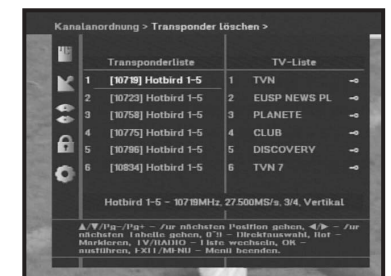 Kanalanordnung > Transponder löschen >
Transponderliste TV-Liste
1 [10719] Hotbird 1-5 1 TVN
2 [10723] Hotbird 1-5 2 EUSP NEWS PL
3 [10758] Hotbird 1-5 3 PLANETE
4 [10775] Hotbird 1-5 4 CLUB
5 [10796] Hotbird 1-5 5 DISCOVERY
6 [10834] Hotbird 1-5 6 TVN 7
Hotbird 1-5 - 10719MHz, 27.500MS/s, 3/4, Vertikal
▲/▼/Pg-/Pg+ - Zur nächsten Position gehen, ◀/▶ - Zur
nächsten Tabelle gehen, 0~9 - Direktauswahl, Rot -
Markieren, TV/RADIO - Liste wechseln, OK -
ausführen, EXIT/MENU - Menü beenden.